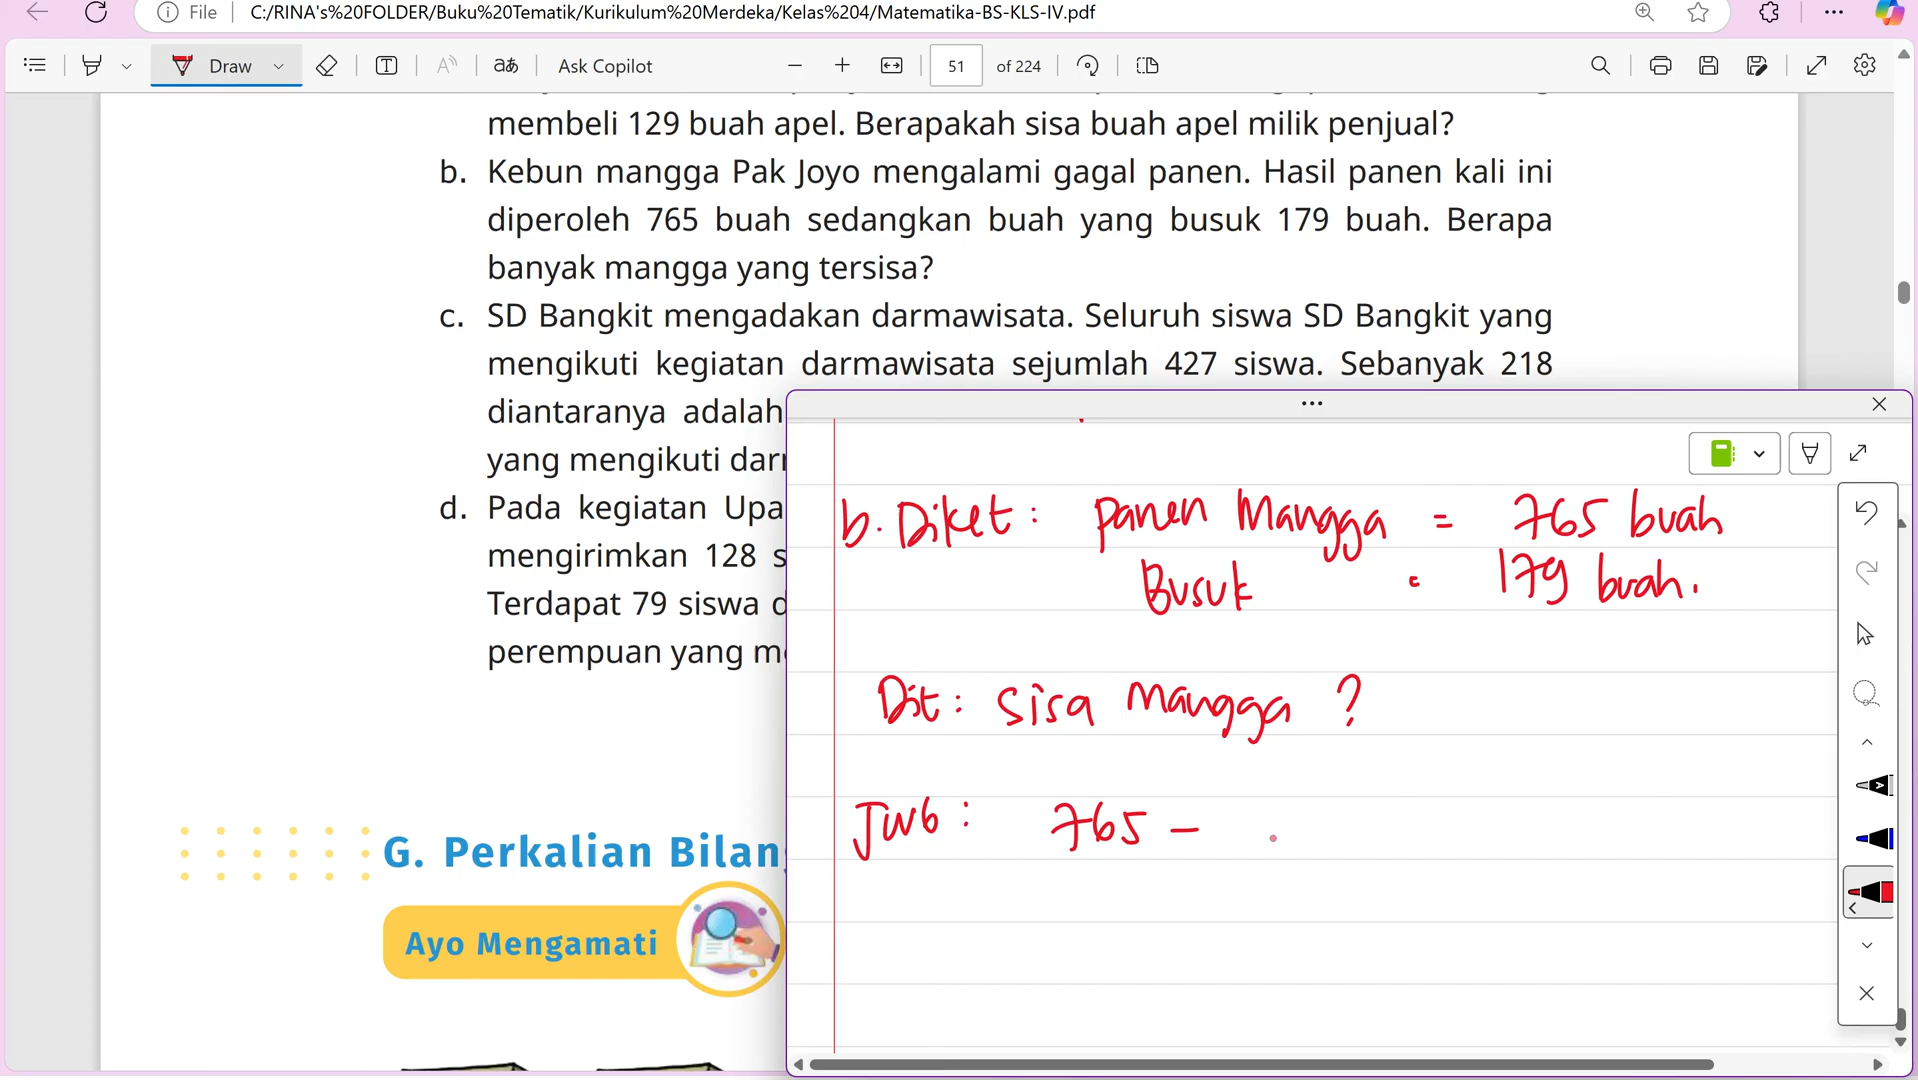 File
C:/RINA's%20FOLDER/Buku%20Tematik/Kurikulum%20Merdeka/Kelas%204/Matematika-BS-KLS-IV.pdf
Draw
T
A
aあ
Ask Copilot
51
of 224
membeli 129 buah apel. Berapakah sisa buah apel milik penjual?
b. Kebun mangga Pak Joyo mengalami gagal panen. Hasil panen kali ini
diperoleh 765 buah sedangkan buah yang busuk 179 buah. Berapa
banyak mangga yang tersisa?
c. SD Bangkit mengadakan darmawisata. Seluruh siswa SD Bangkit yang
mengikuti kegiatan darmawisata sejumlah 427 siswa. Sebanyak 218
diantaranya adalah
yang mengikuti
d. Pada kegiatan
mengirimkan 128
Terdapat 79 siswa
perempuan yang
G. Perkalian
Ayo Mengamati
b. Diket : Panen Mangga = 765 buah
Busuk = 179 buah.
Dit : Sisa Mangga ?
Jwb : 765 –